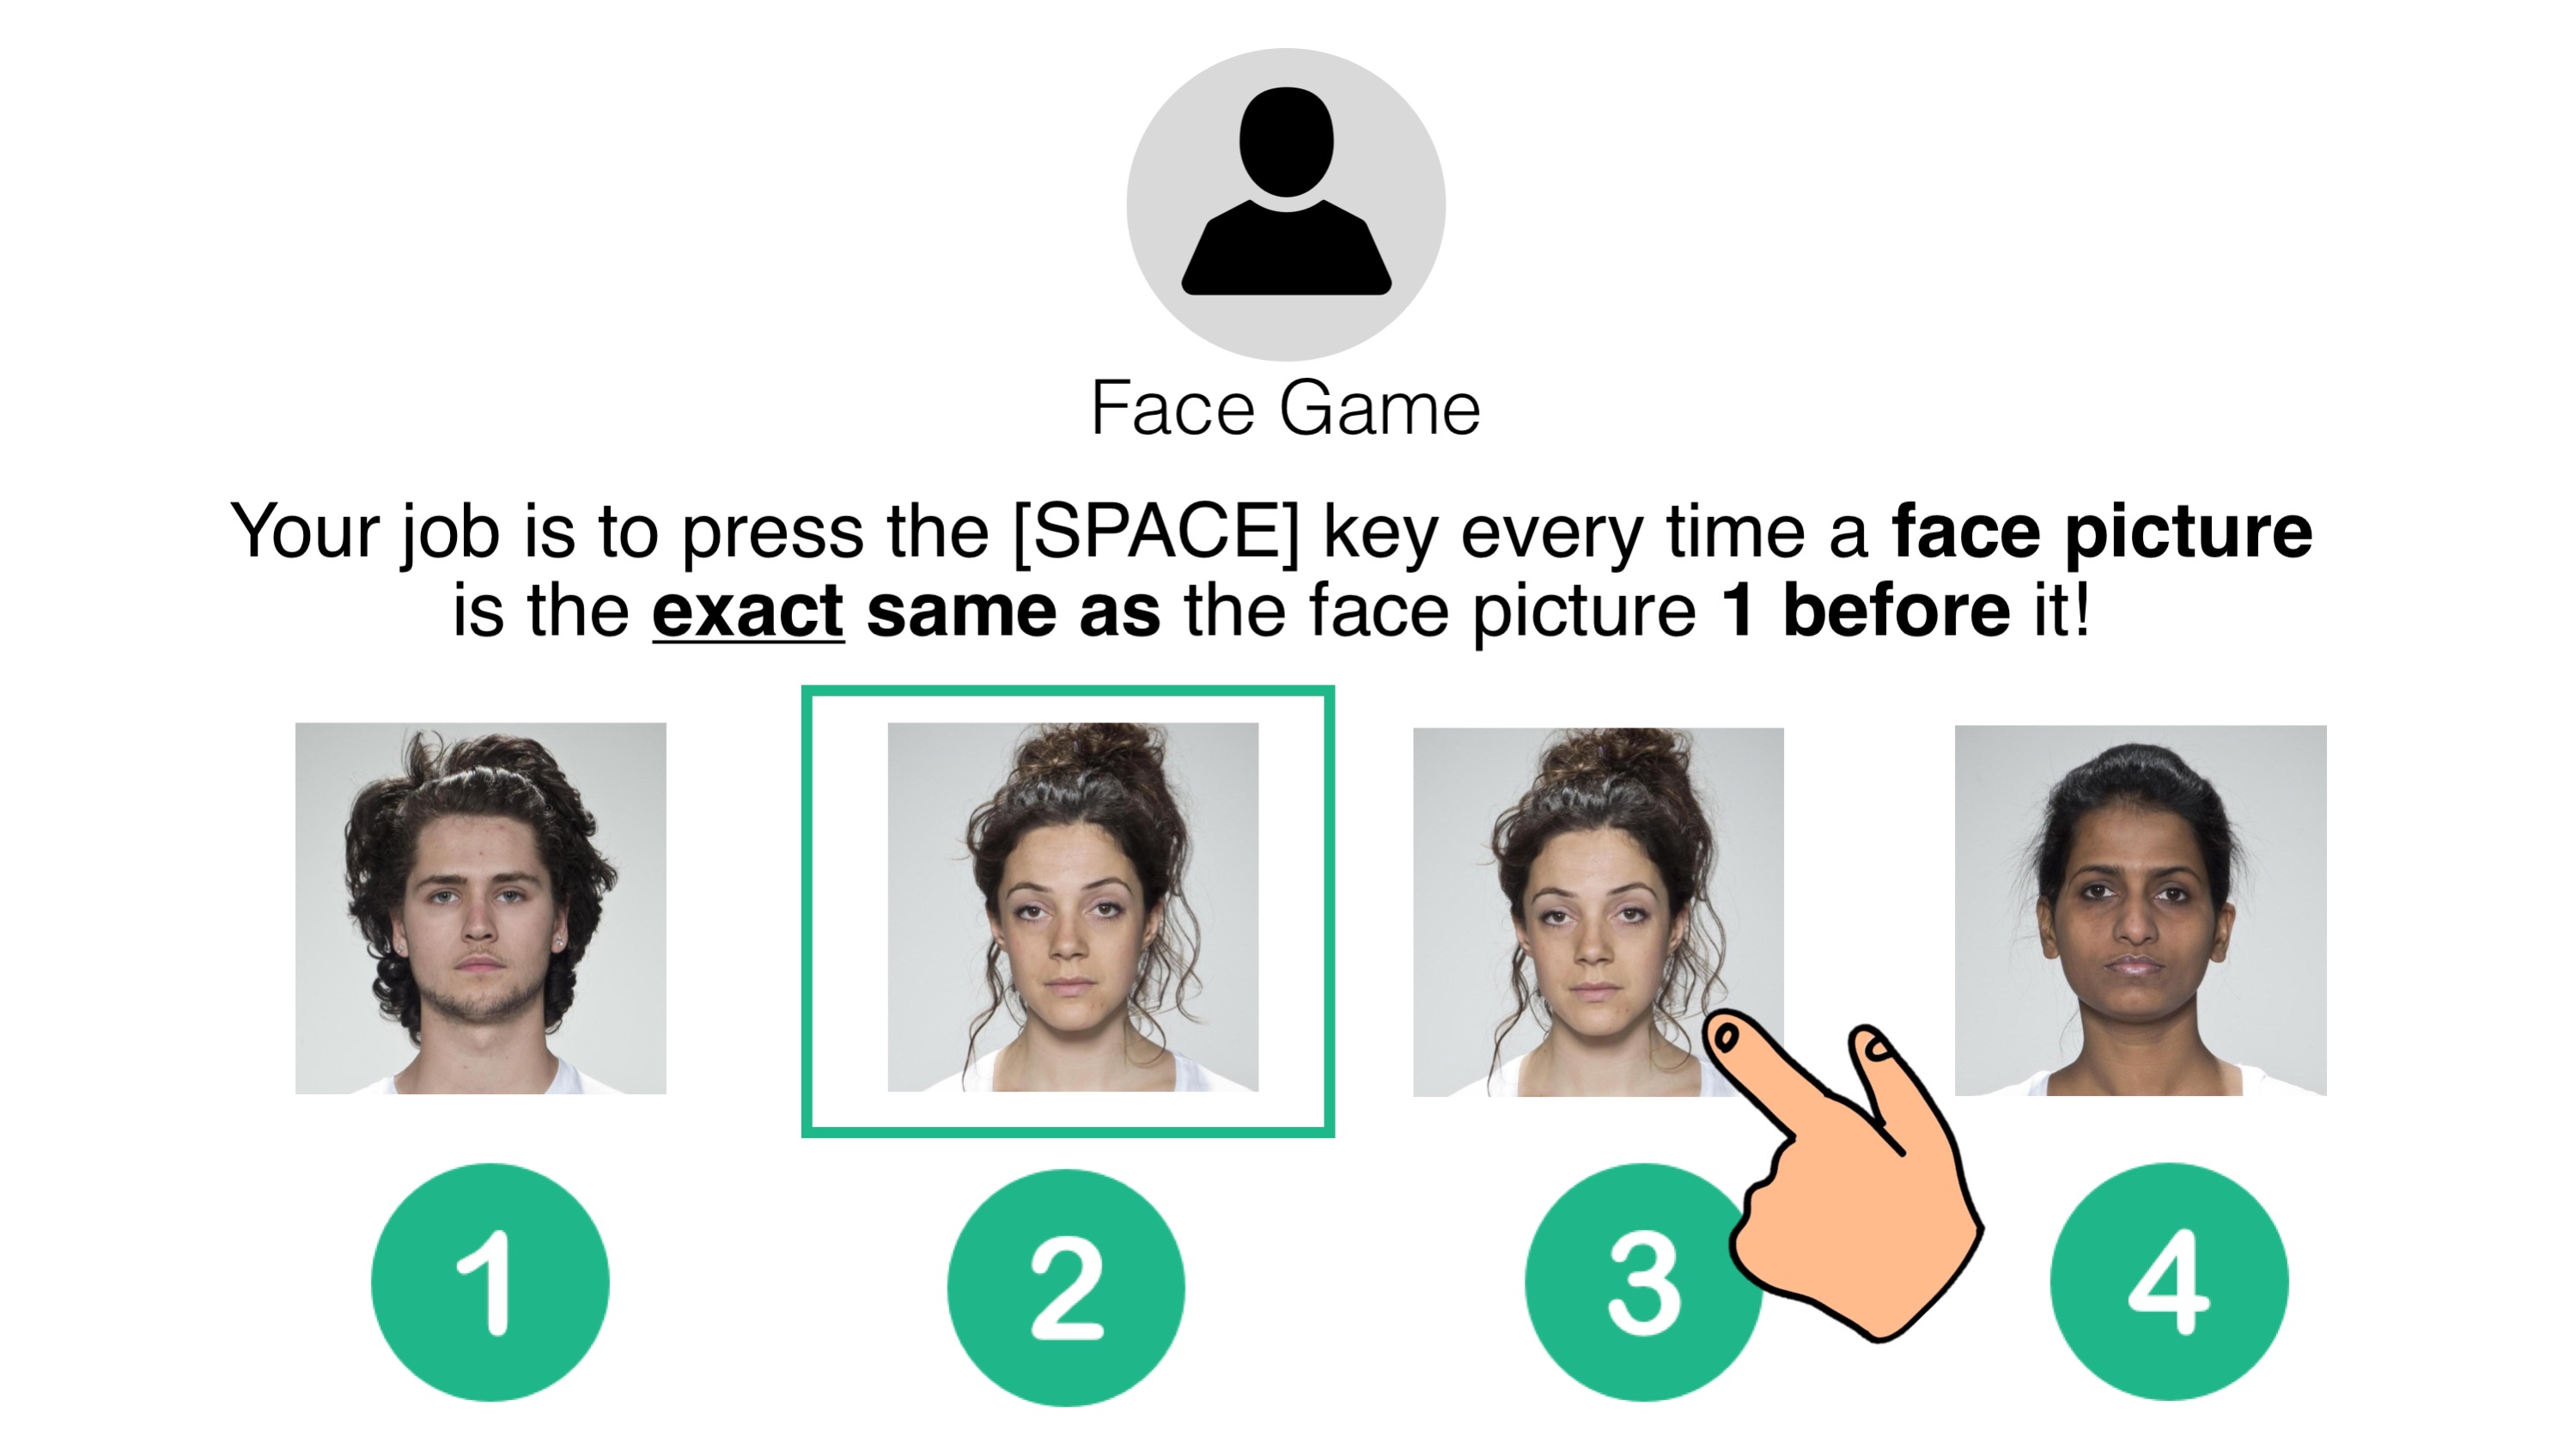 Face Game
Your job is to press the [SPACE] key every time a face picture
is the exact same as the face picture 1 before it!
1
2
3
4